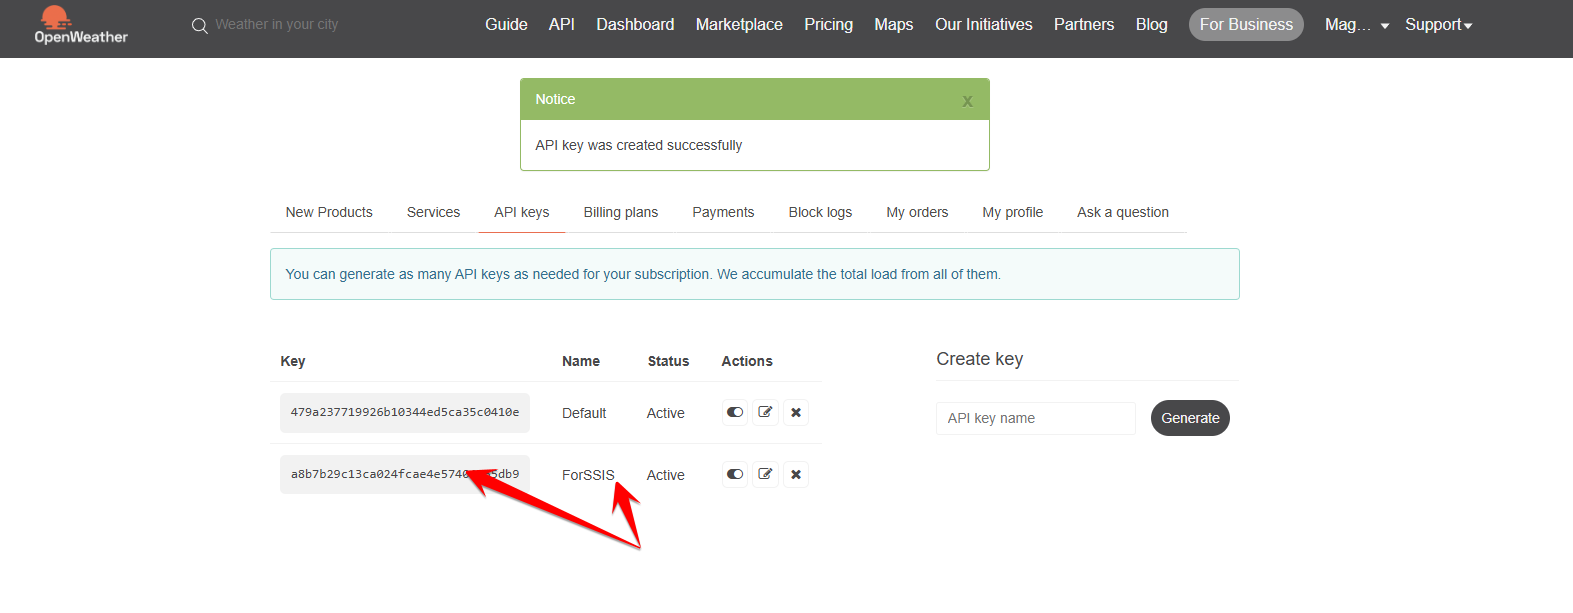 OpenWeather
Weather in your city
Guide API Dashboard Marketplace Pricing Maps Our Initiatives Partners Blog For Business Mag... Support
Notice x
API key was created successfully
New Products Services API keys Billing plans Payments Block logs My orders My profile Ask a question
You can generate as many API keys as needed for your subscription. We accumulate the total load from all of them.
Key Name Status Actions
479a237719926b10344ed5ca35c0410e Default Active
ForSSIS Active
Create key
API key name Generate